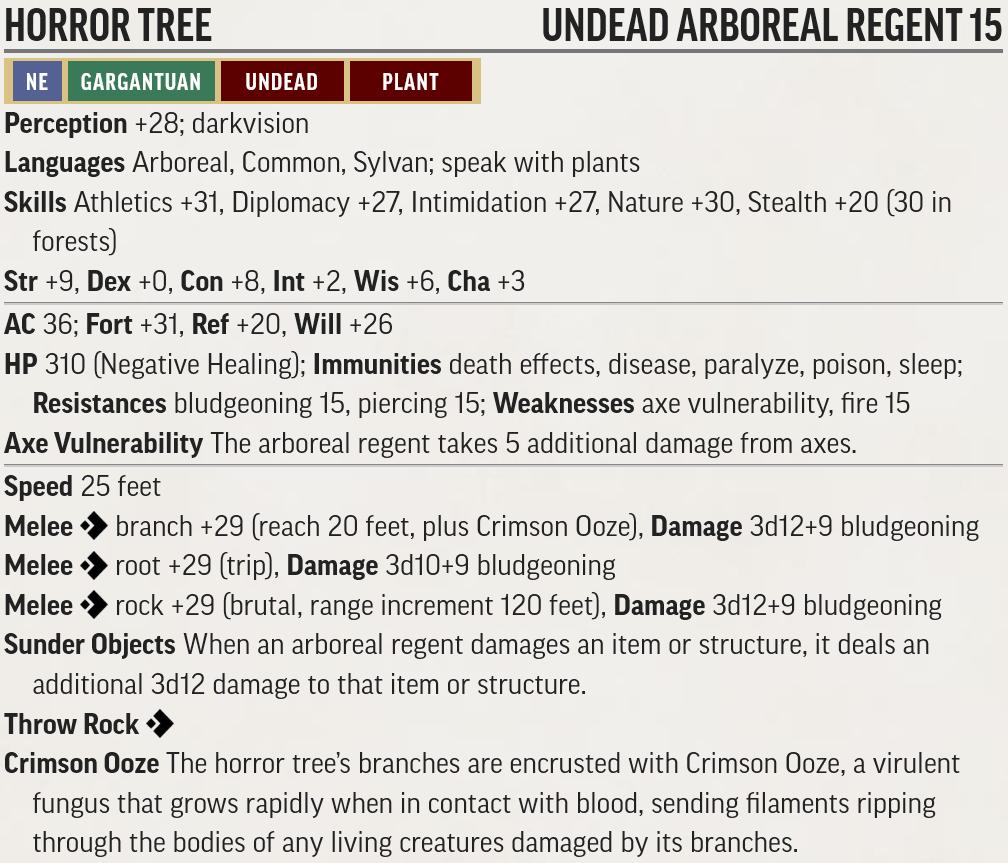 HORROR TREE UNDEAD ARBOREAL REGENT 15
NE GARGANTUAN UNDEAD PLANT
Perception +28; darkvision
Languages Arboreal, Common, Sylvan; speak with plants
Skills Athletics +31, Diplomacy +27, Intimidation +27, Nature +30, Stealth +20 (30 in
forests)
Str +9, Dex +0, Con +8, Int +2, Wis +6, Cha +3
AC 36; Fort +31, Ref +20, Will +26
HP 310 (Negative Healing); Immunities death effects, disease, paralyze, poison, sleep;
Resistances bludgeoning 15, piercing 15; Weaknesses axe vulnerability, fire 15
Axe Vulnerability The arboreal regent takes 5 additional damage from axes.
Speed 25 feet
Melee branch +29 (reach 20 feet, plus Crimson Ooze), Damage 3d12+9 bludgeoning
Melee root +29 (trip), Damage 3d10+9 bludgeoning
Melee rock +29 (brutal, range increment 120 feet), Damage 3d12+9 bludgeoning
Sunder Objects When an arboreal regent damages an item or structure, it deals an
additional 3d12 damage to that item or structure.
Throw Rock
Crimson Ooze The horror tree's branches are encrusted with Crimson Ooze, a virulent
fungus that grows rapidly when in contact with blood, sending filaments ripping
through the bodies of any living creatures damaged by its branches.